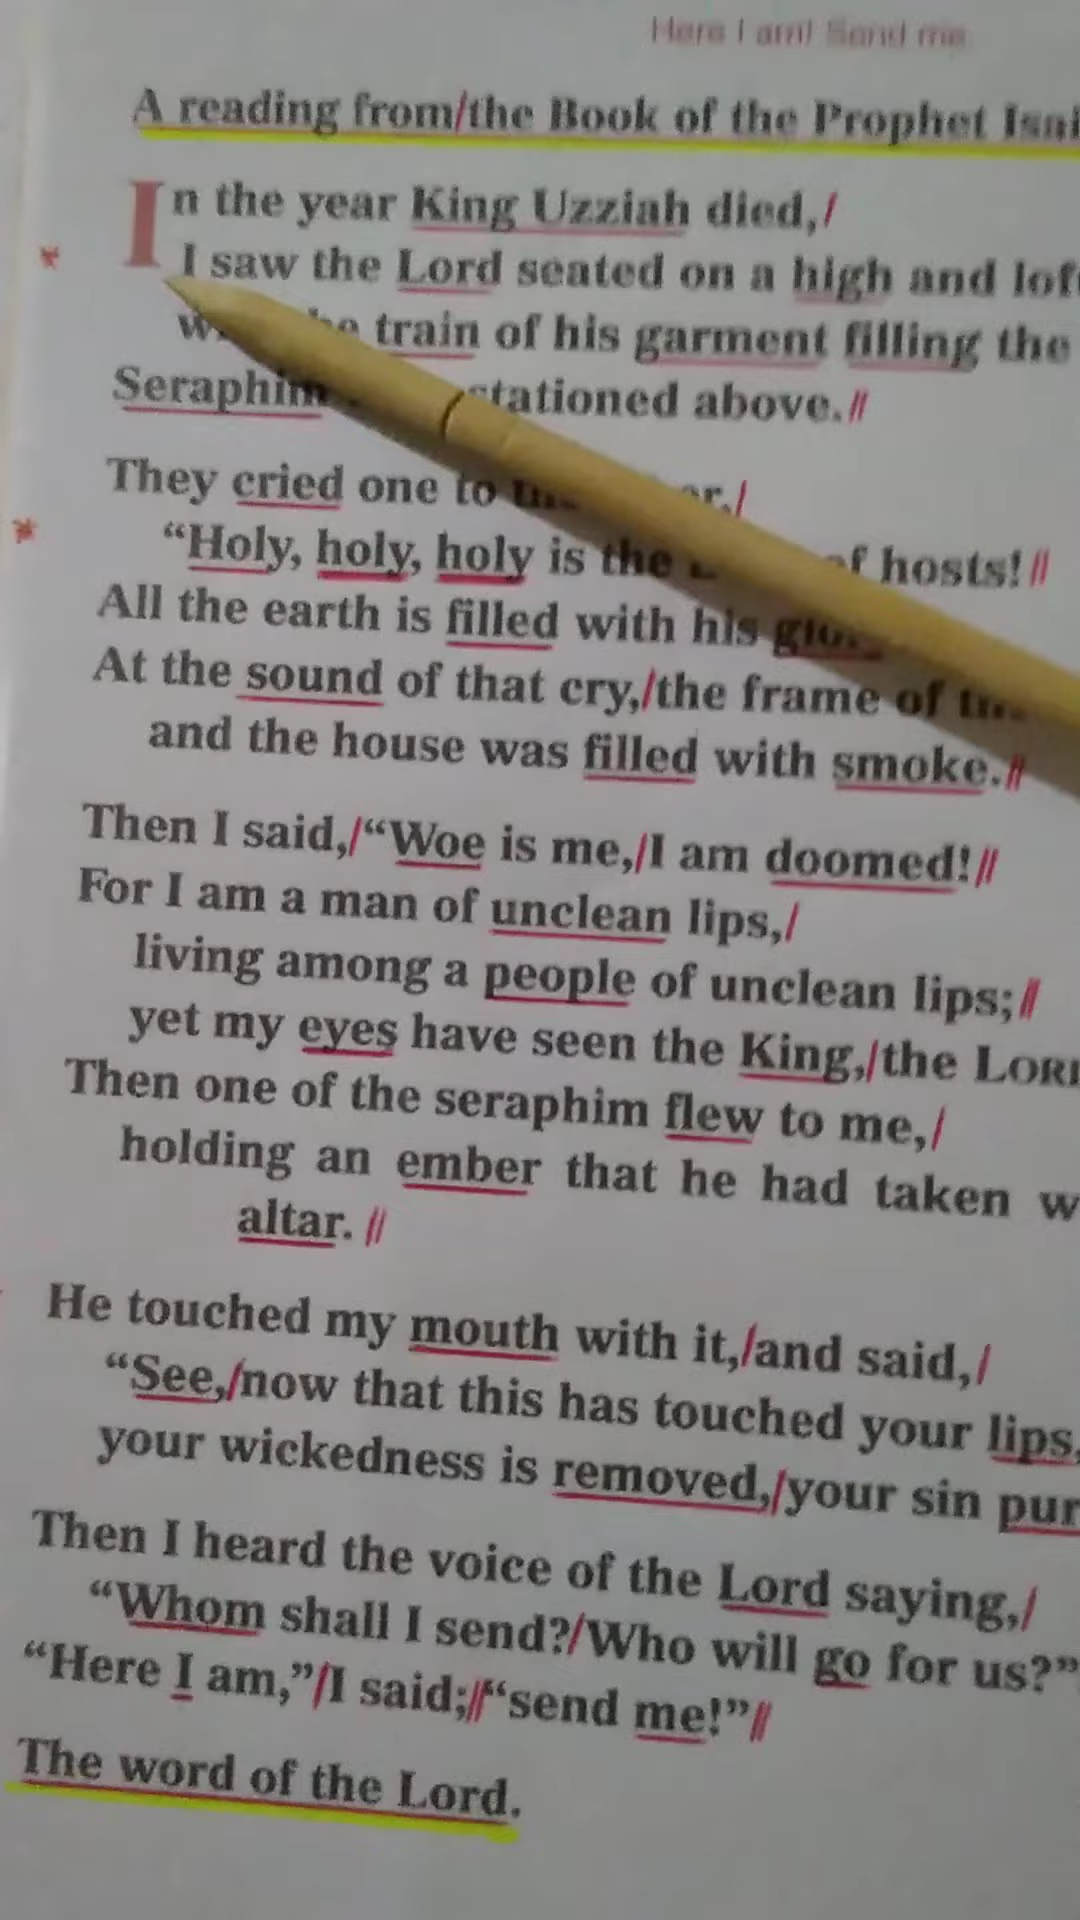 Here I am! Send me.
A reading from/the Book of the Prophet Isai
In the year King Uzziah died,/
I saw the Lord seated on a high and loft
train of his garment filling the
Seraphim stationed above.//
They cried one to
“Holy, holy, holy is the of hosts!//
All the earth is filled with his
At the sound of that cry,/the frame of
and the house was filled with smoke.//
Then I said,/“Woe is me,/I am doomed!//
For I am a man of unclean lips,/
living among a people of unclean lips;//
yet my eyes have seen the King,/the LORD
Then one of the seraphim flew to me,/
holding an ember that he had taken w
altar. //
He touched my mouth with it,/and said,/
“See,/now that this has touched your lips,
your wickedness is removed,/your sin pur
Then I heard the voice of the Lord saying,/
“Whom shall I send?/Who will go for us?”
“Here I am,”/I said;//“send me!”//
The word of the Lord.